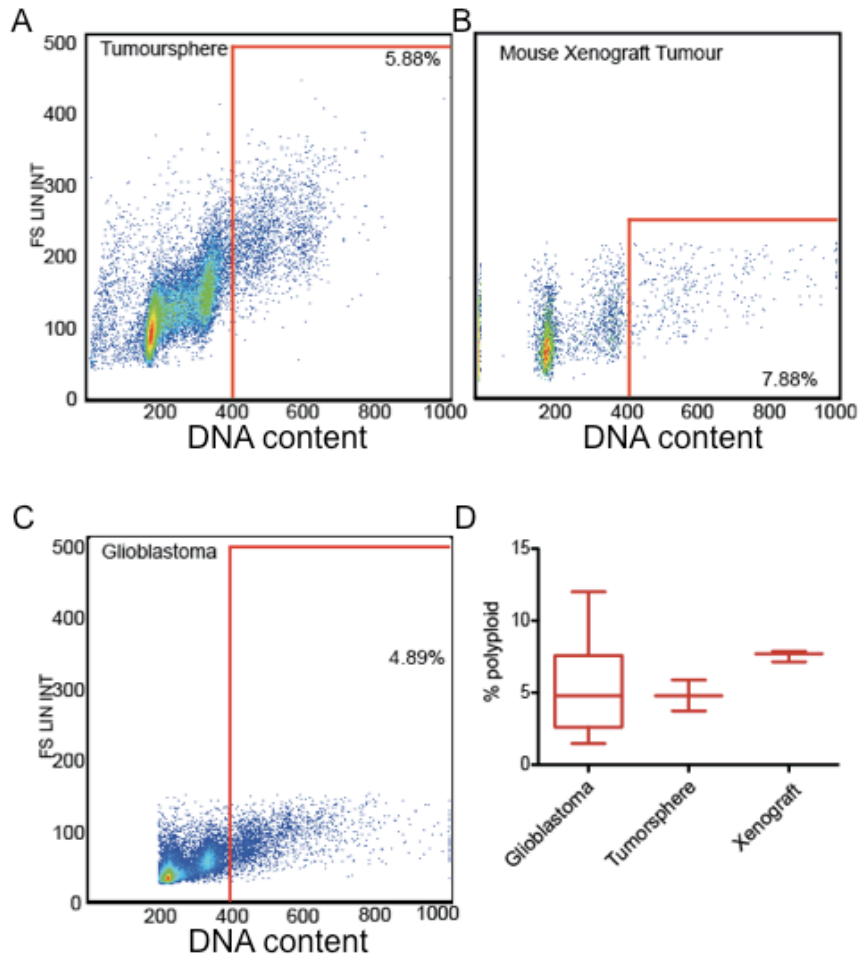 A
Tumoursphere
5.88%
500
400
300
200
100
0
FS LIN INT
200 400 600 800 1000
DNA content
B
Mouse Xenograft Tumour
7.88%
200 400 600 800 1000
DNA content
C
Glioblastoma
4.89%
500
400
300
200
100
0
FS LIN INT
200 400 600 800 1000
DNA content
D
15
10
5
0
% polyploid
Glioblastoma
Tumorsphere
Xenograft